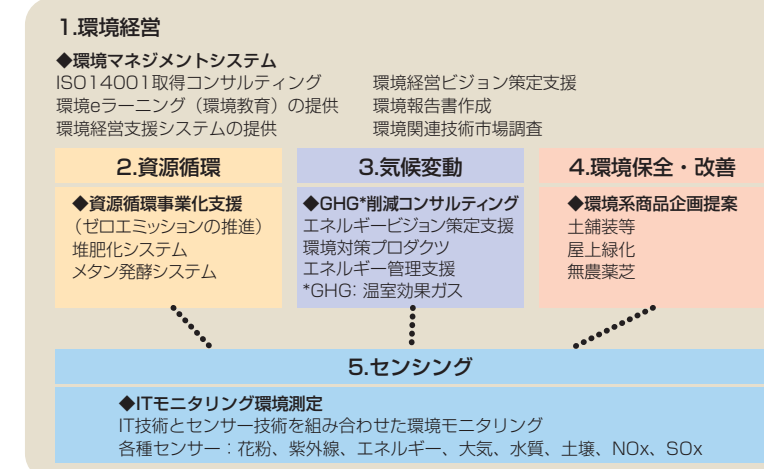 1.環境経営
◆環境マネジメントシステム
ISO14001取得コンサルティング
環境eラーニング（環境教育）の提供
環境経営支援システムの提供
環境経営ビジョン策定支援
環境報告書作成
環境関連技術市場調査
2.資源循環
◆資源循環事業化支援
（ゼロエミッションの推進）
堆肥化システム
メタン発酵システム
3.気候変動
◆GHG*削減コンサルティング
エネルギービジョン策定支援
環境対策プロダクツ
エネルギー管理支援
*GHG: 温室効果ガス
4.環境保全・改善
◆環境系商品企画提案
土舗装等
屋上緑化
無農薬芝
5.センシング
◆ITモニタリング環境測定
IT技術とセンサー技術を組み合わせた環境モニタリング
各種センサー：花粉、紫外線、エネルギー、大気、水質、土壌、NOx、SOx